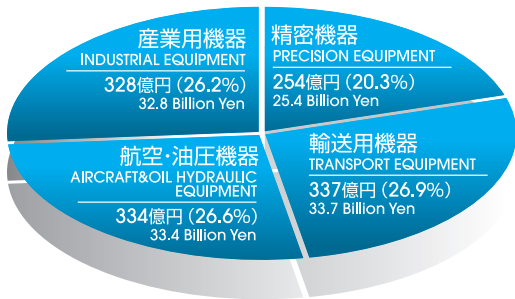 産業用機器
INDUSTRIAL EQUIPMENT
328億円（26.2%）
32.8 Billion Yen
精密機器
PRECISION EQUIPMENT
254億円（20.3%）
25.4 Billion Yen
航空・油圧機器
AIRCRAFT&OIL HYDRAULIC
EQUIPMENT
334億円（26.6%）
33.4 Billion Yen
輸送用機器
TRANSPORT EQUIPMENT
337億円（26.9%）
33.7 Billion Yen